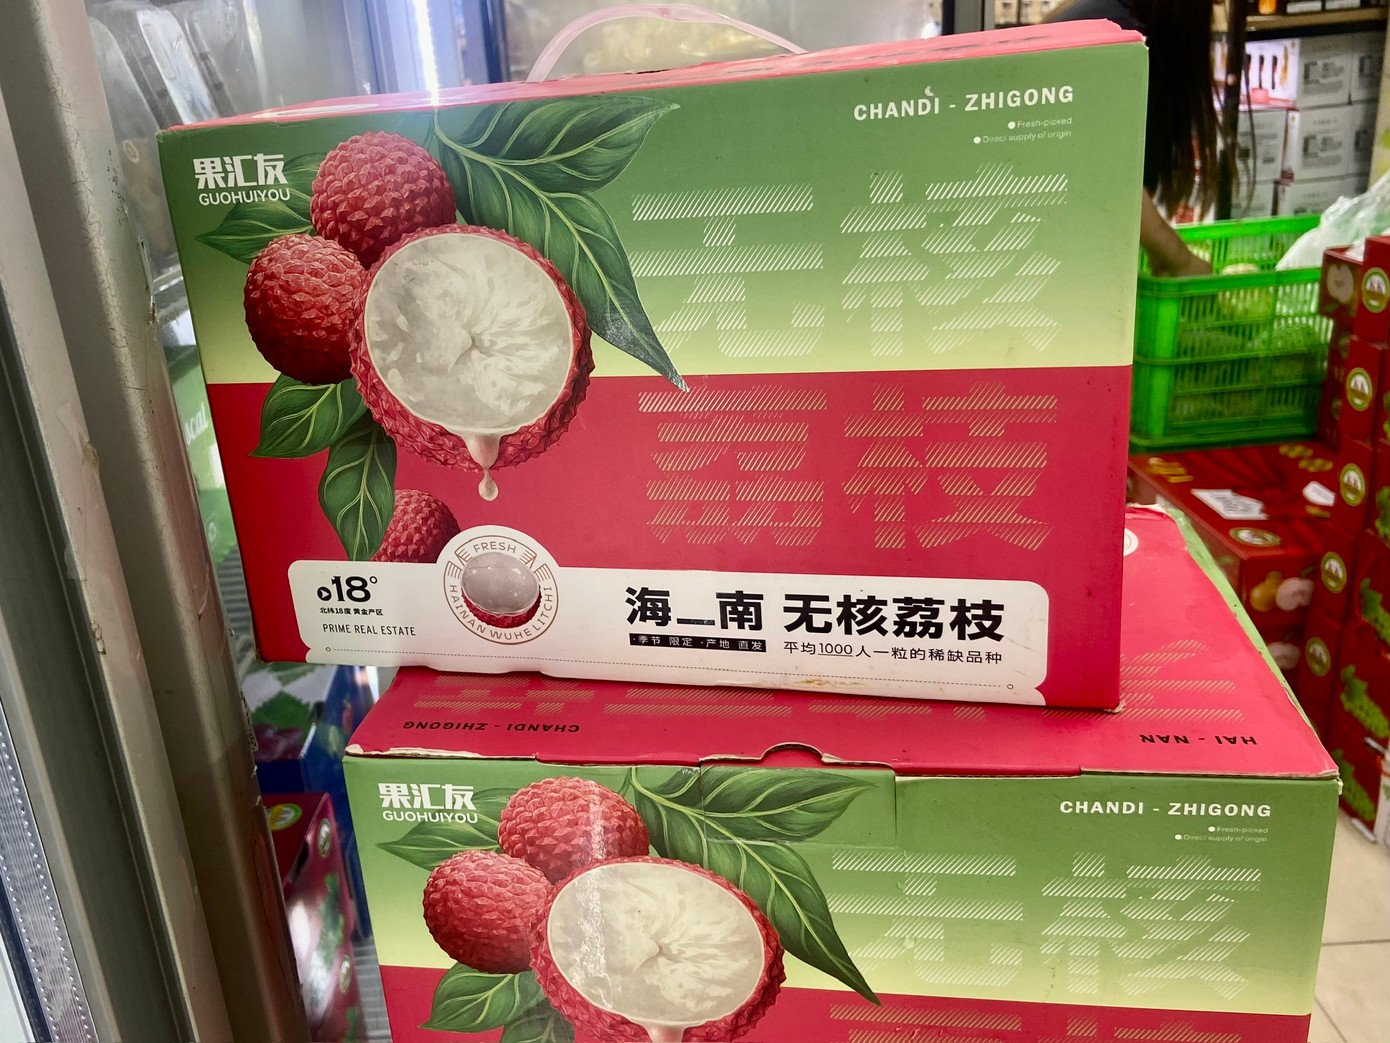 果汇友
GUOHUIYOU
CHANDI - ZHIGONG
Fresh-picked
Direct supply of origin
无核
荔枝
18°
北纬18度 黄金产区
PRIME REAL ESTATE
FRESH
HAINAN WUHELITCHI
海南 无核荔枝
·季节 限定 ·产地 直发
平均1000人一粒的稀缺品种
CHANDI - ZHIGONG
HAI - NAN
果汇友
GUOHUIYOU
CHANDI - ZHIGONG
Fresh-picked
Direct supply of origin
无核